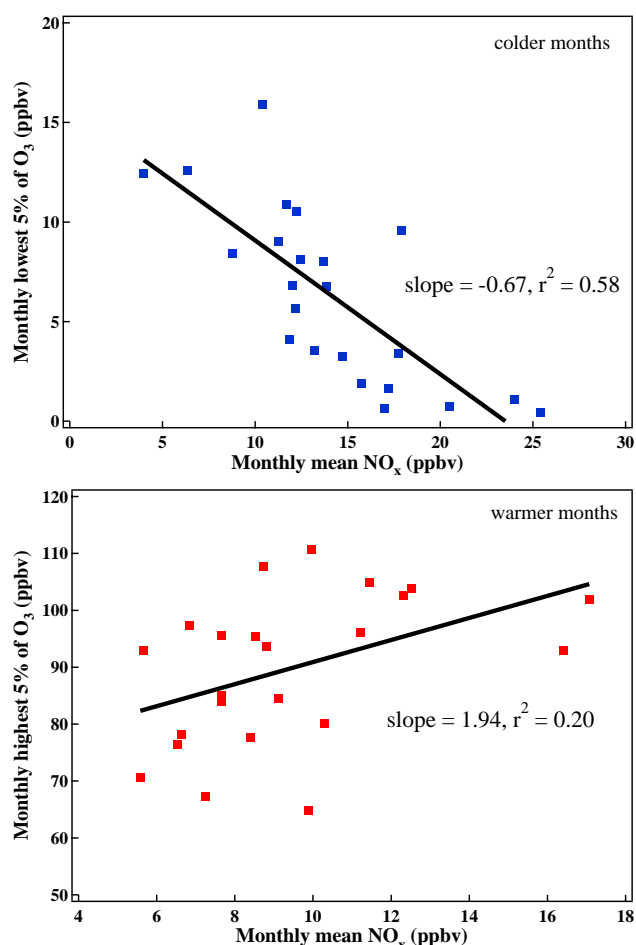 20
15
10
5
0
Monthly lowest 5% of O3 (ppbv)
colder months
slope = -0.67, r2 = 0.58
0 5 10 15 20 25 30
Monthly mean NOx (ppbv)
120
110
100
90
80
70
60
50
Monthly highest 5% of O3 (ppbv)
warmer months
slope = 1.94, r2 = 0.20
4 6 8 10 12 14 16 18
Monthly mean NOx (ppbv)